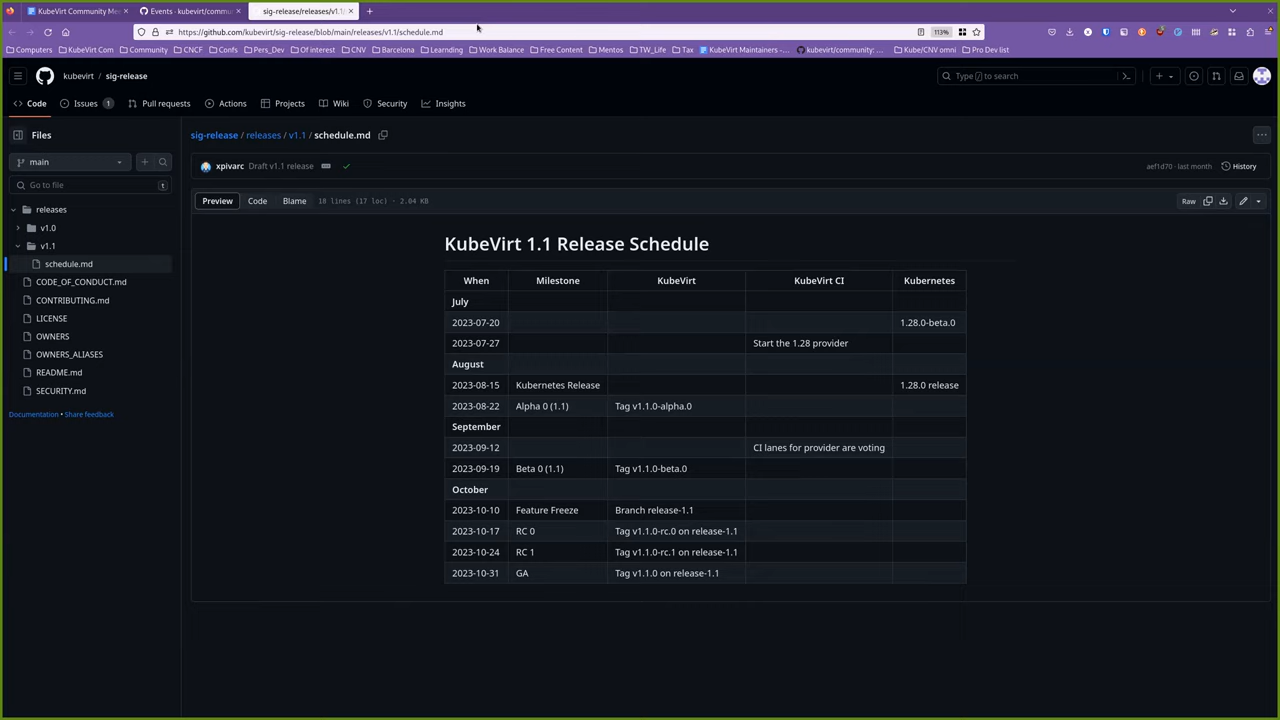 KubeVirt Community Me
Events · kubevirt/commu
sig-release/releases/v1.1/
https://github.com/kubevirt/sig-release/blob/main/releases/v1.1/schedule.md
113%
Computers KubeVirt Com Community CNCF Pers_Dev Of interest CNV Barcelona Learnding Work Balance Free Content Mentos TW_Life Tax KubeVirt Maintainers -... kubevirt/community: ... Kube/CNV omni Pro Dev list
kubevirt / sig-release
Type / to search
Code Issues 1 Pull requests Actions Projects Wiki Security Insights
Files
sig-release / releases / v1.1 / schedule.md
main
xpivarc Draft v1.1 release
aef1d70 · last month History
Go to file t
Preview Code Blame 18 lines (17 loc) · 2.04 KB
Raw
releases
v1.0
v1.1
schedule.md
CODE_OF_CONDUCT.md
CONTRIBUTING.md
LICENSE
OWNERS
OWNERS_ALIASES
README.md
SECURITY.md
Documentation • Share feedback
KubeVirt 1.1 Release Schedule
When Milestone KubeVirt KubeVirt CI Kubernetes
July
2023-07-20 1.28.0-beta.0
2023-07-27 Start the 1.28 provider
August
2023-08-15 Kubernetes Release 1.28.0 release
2023-08-22 Alpha 0 (1.1) Tag v1.1.0-alpha.0
September
2023-09-12 CI lanes for provider are voting
2023-09-19 Beta 0 (1.1) Tag v1.1.0-beta.0
October
2023-10-10 Feature Freeze Branch release-1.1
2023-10-17 RC 0 Tag v1.1.0-rc.0 on release-1.1
2023-10-24 RC 1 Tag v1.1.0-rc.1 on release-1.1
2023-10-31 GA Tag v1.1.0 on release-1.1